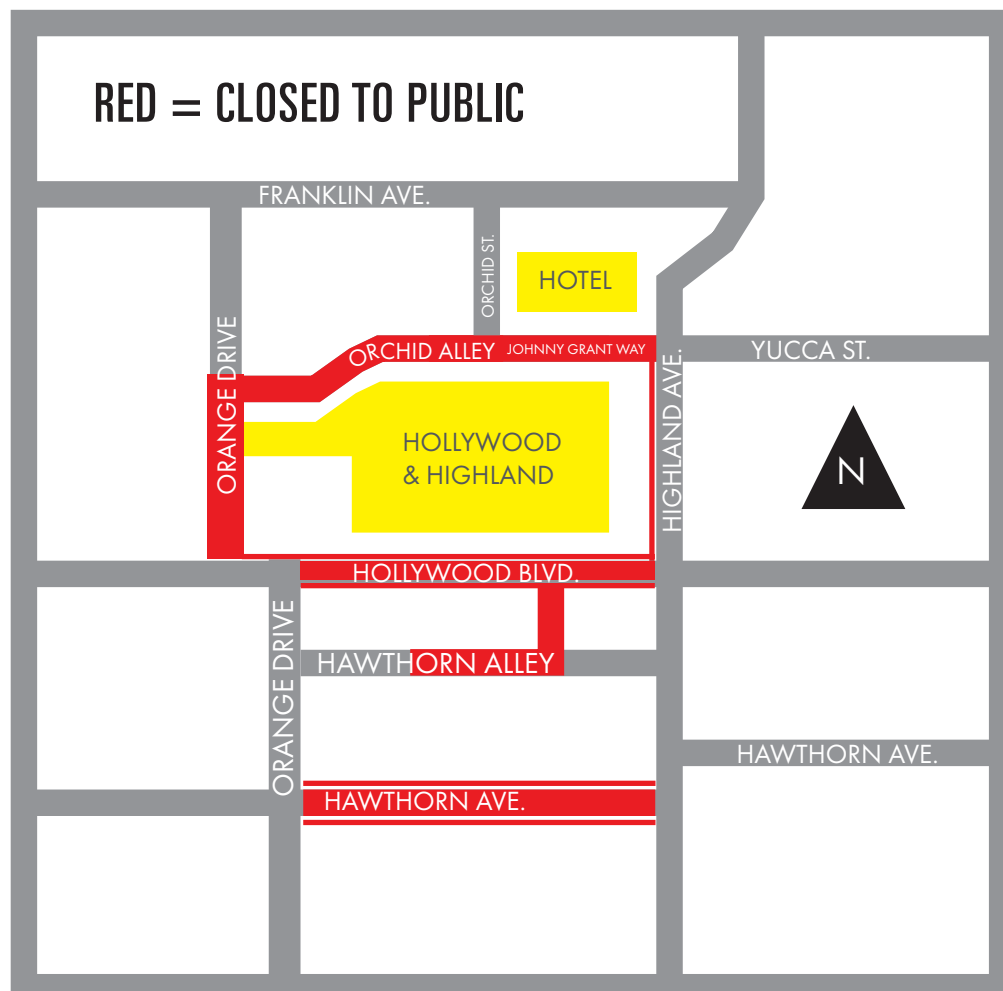 RED = CLOSED TO PUBLIC
FRANKLIN AVE.
ORCHID ST.
HOTEL
ORANGE DRIVE
ORCHID ALLEY
JOHNNY GRANT WAY
HIGHLAND AVE.
YUCCA ST.
HOLLYWOOD
& HIGHLAND
N
HOLLYWOOD BLVD.
ORANGE DRIVE
HAWTHORN ALLEY
HAWTHORN AVE.
HAWTHORN AVE.